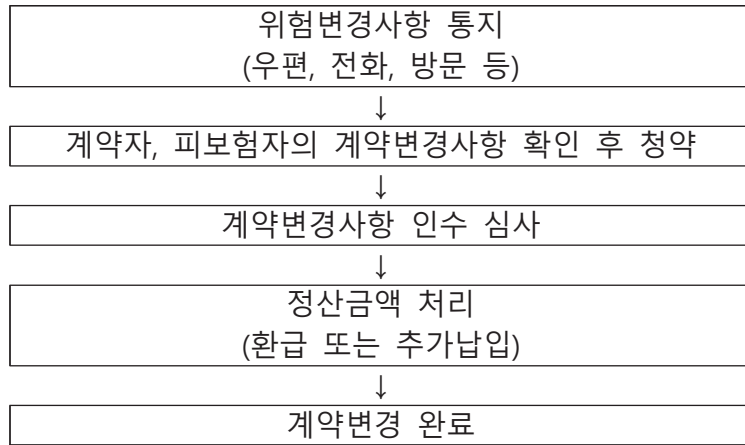 위험변경사항 통지
(우편, 전화, 방문 등)
↓
계약자, 피보험자의 계약변경사항 확인 후 청약
↓
계약변경사항 인수 심사
↓
정산금액 처리
(환급 또는 추가납입)
↓
계약변경 완료